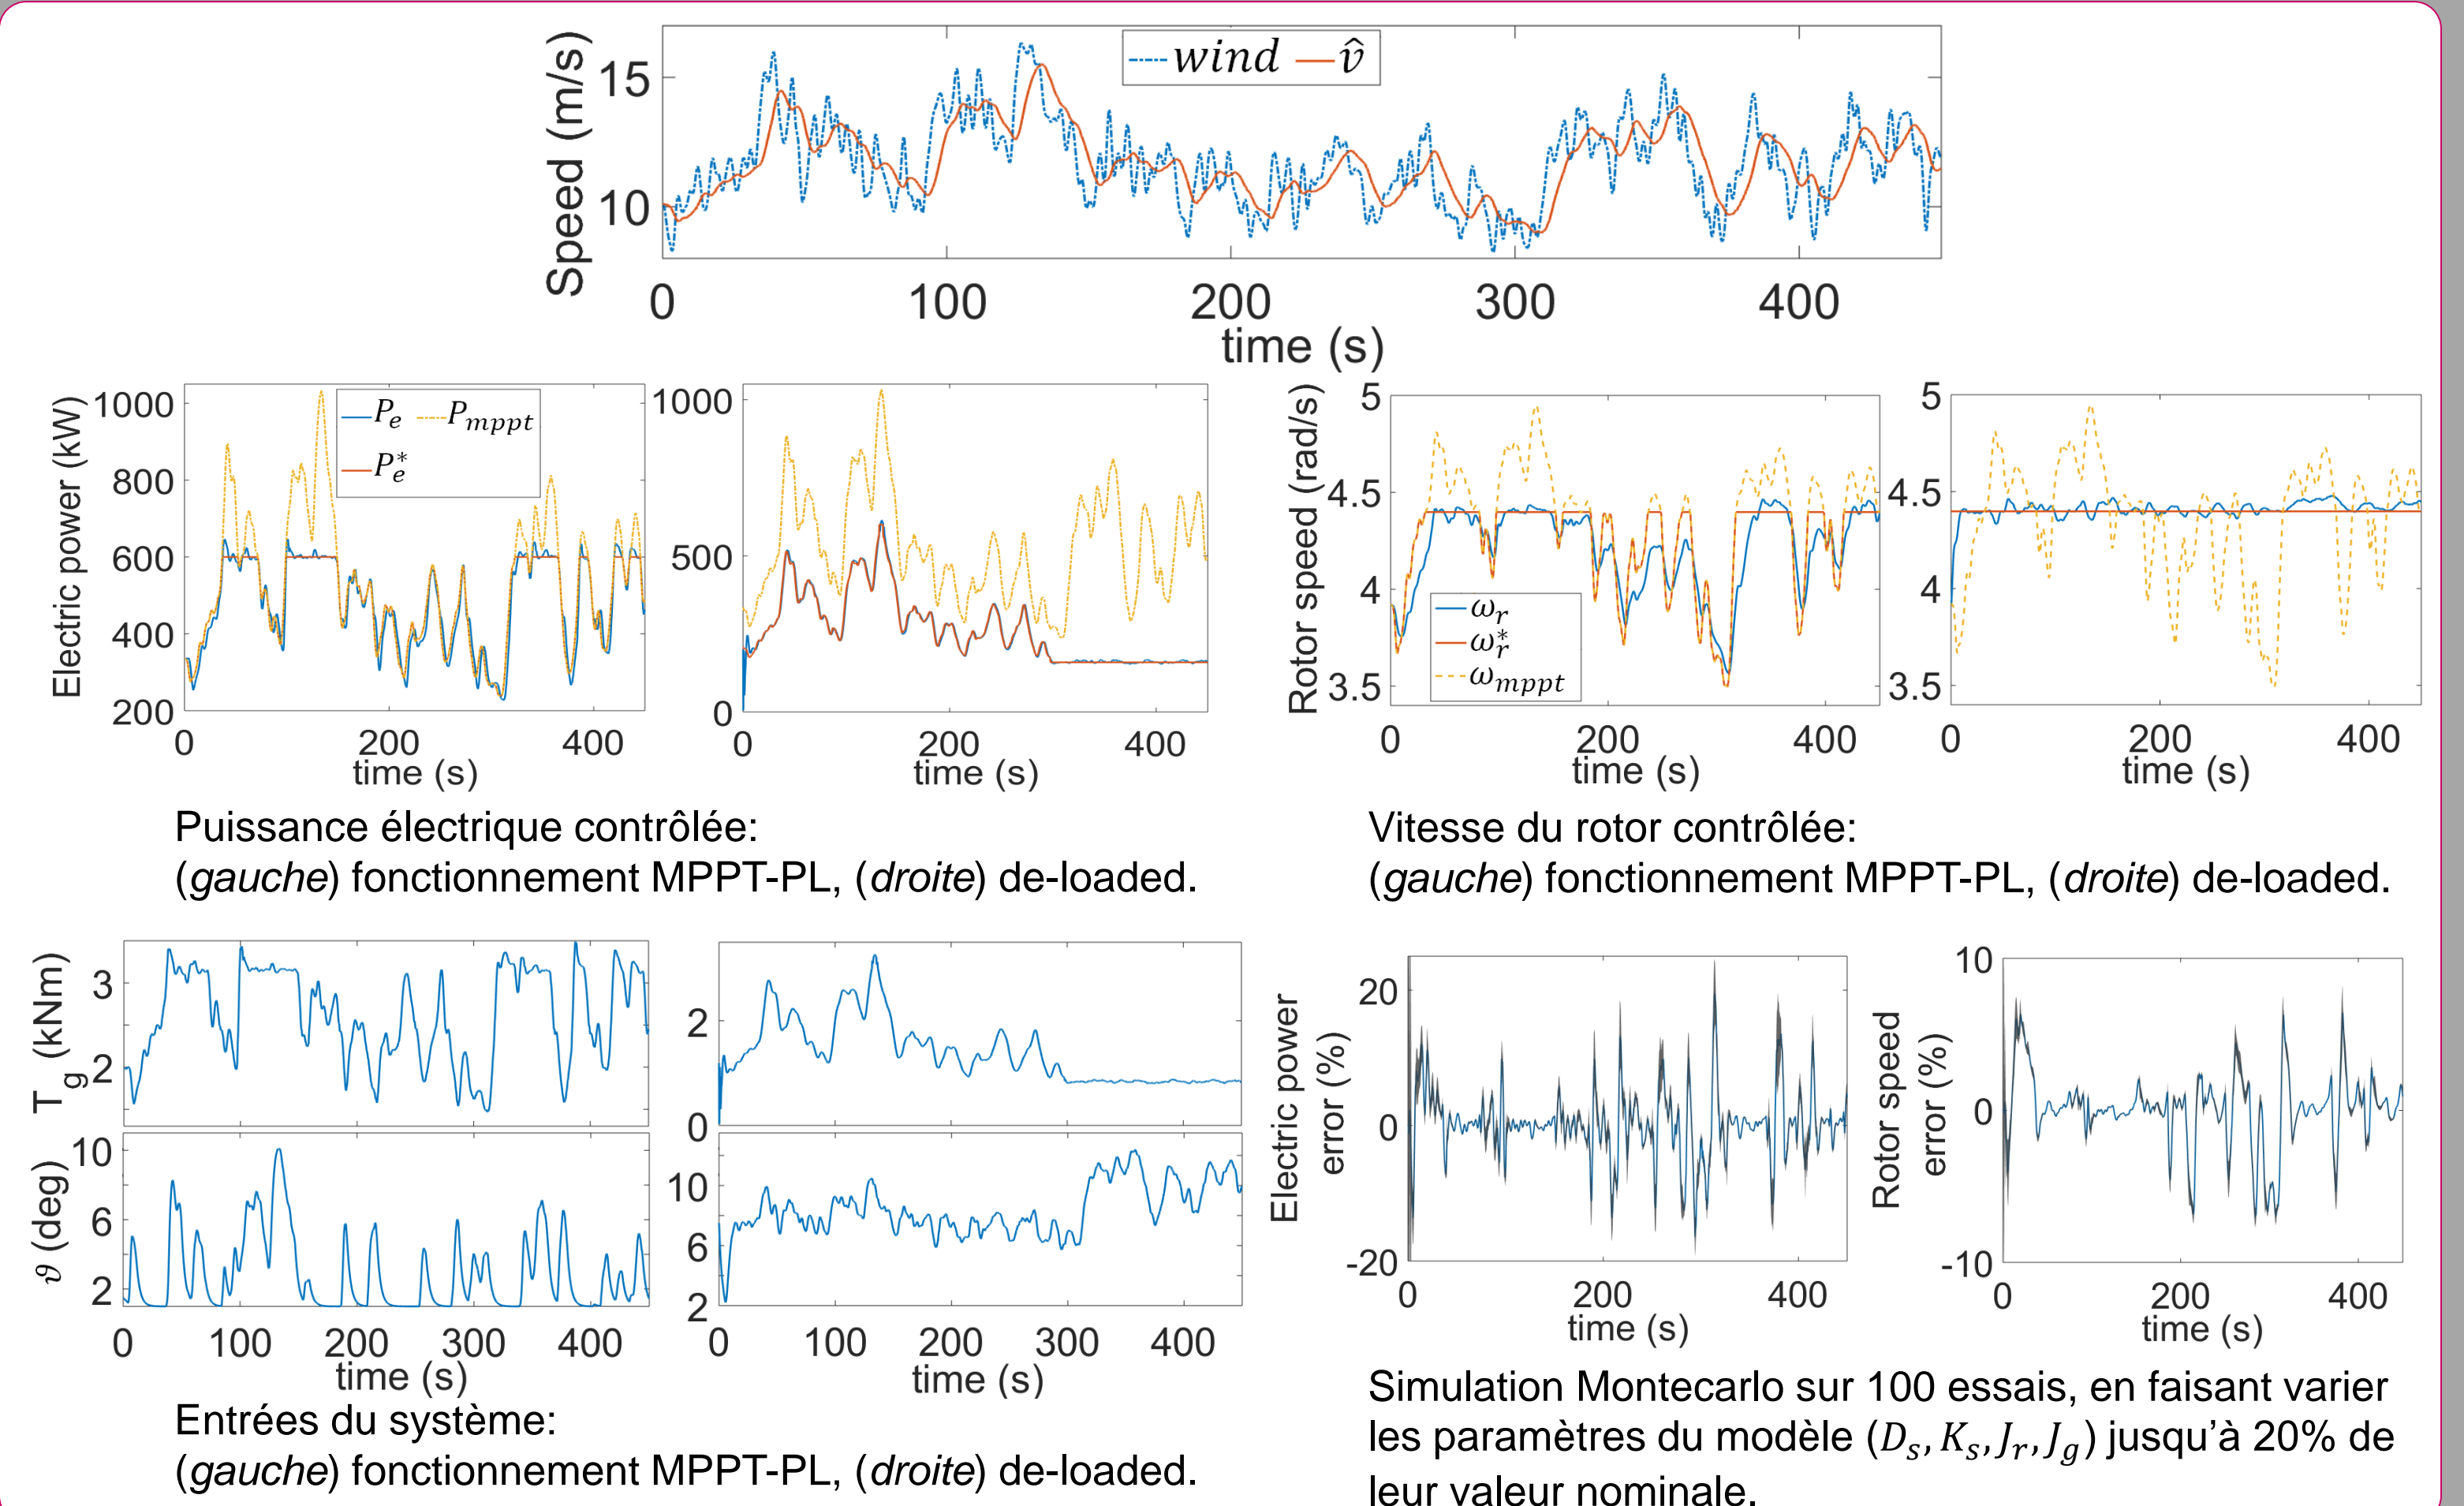 wind v̂
Speed (m/s)
15
10
0 100 200 300 400
time (s)
Electric power (kW)
1000
800
600
400
200
P_e P_mppt
P_e^*
0 200 400
time (s)
1000
500
0
0 200 400
time (s)
Rotor speed (rad/s)
5
4.5
4
3.5
ω_r
ω_r^*
ω_mppt
0 200 400
time (s)
5
4.5
4
3.5
0 200 400
time (s)
Puissance électrique contrôlée:
(gauche) fonctionnement MPPT-PL, (droite) de-loaded.
Vitesse du rotor contrôlée:
(gauche) fonctionnement MPPT-PL, (droite) de-loaded.
T_g (kNm)
3
2
ϑ (deg)
10
6
2
0 100 200 300 400
time (s)
2
0
10
6
2
0 100 200 300 400
time (s)
Entrées du système:
(gauche) fonctionnement MPPT-PL, (droite) de-loaded.
Electric power
error (%)
20
0
-20
0 200 400
time (s)
Rotor speed
error (%)
10
0
-10
0 200 400
time (s)
Simulation Montecarlo sur 100 essais, en faisant varier
les paramètres du modèle (D_s, K_s, J_r, J_g) jusqu’à 20% de
leur valeur nominale.